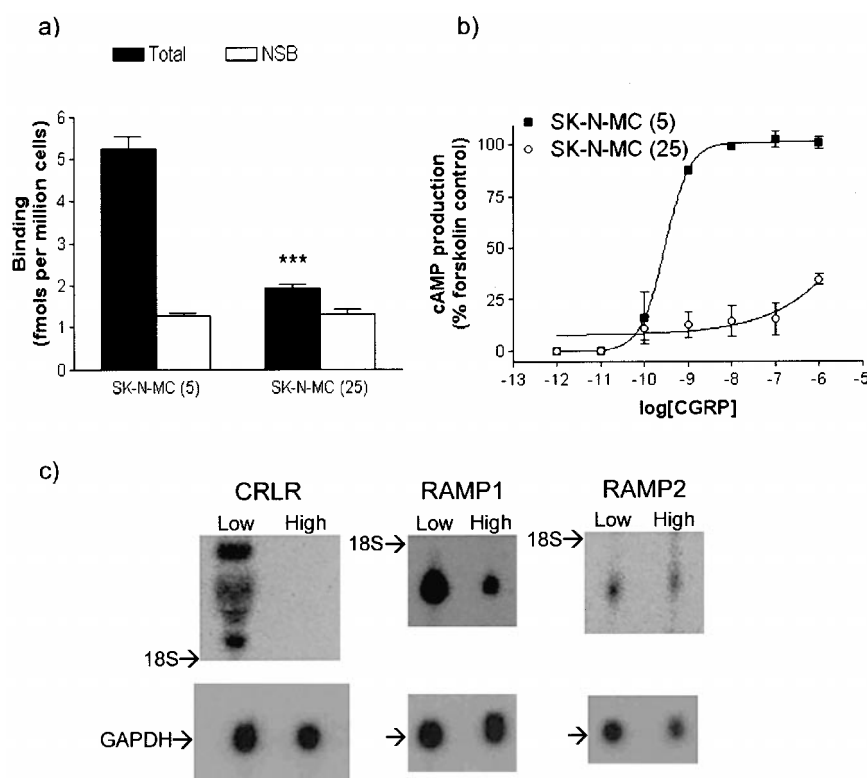 a)
Total NSB
Binding
(fmols per million cells)
6
5
4
3
2
1
0
***
SK-N-MC (5) SK-N-MC (25)
b)
SK-N-MC (5)
SK-N-MC (25)
cAMP production
(% forskolin control)
100
75
50
25
0
-13 -12 -11 -10 -9 -8 -7 -6 -5
log[CGRP]
c)
CRLR RAMP1 RAMP2
Low High Low High Low High
18S→ 18S→
18S→
GAPDH→ → →